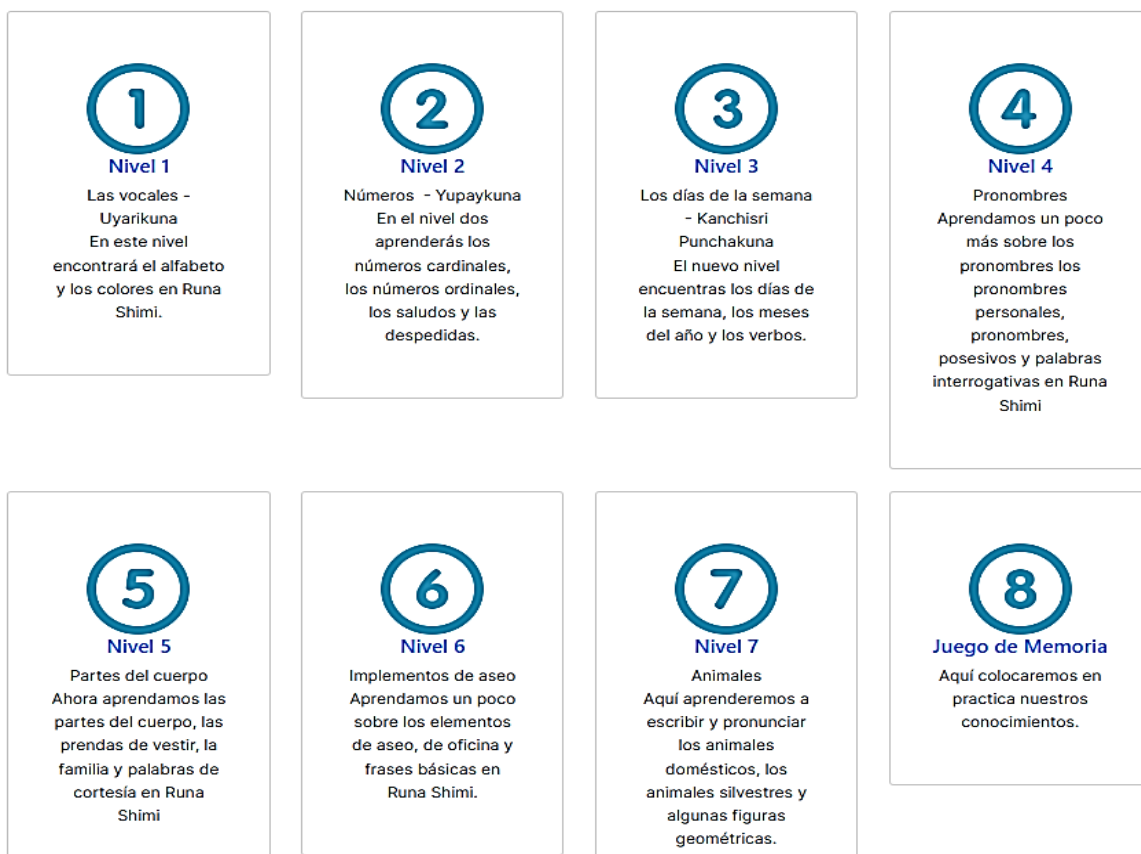 1
Nivel 1
Las vocales -
Uyarikuna
En este nivel
encontrará el alfabeto
y los colores en Runa
Shimi.
2
Nivel 2
Números - Yupaykuna
En el nivel dos
aprenderás los
números cardinales,
los números ordinales,
los saludos y las
despedidas.
3
Nivel 3
Los días de la semana
- Kanchisri
Punchakuna
El nuevo nivel
encuentras los días de
la semana, los meses
del año y los verbos.
4
Nivel 4
Pronombres
Aprendamos un poco
más sobre los
pronombres los
pronombres
personales,
pronombres,
posesivos y palabras
interrogativas en Runa
Shimi
5
Nivel 5
Partes del cuerpo
Ahora aprendamos las
partes del cuerpo, las
prendas de vestir, la
familia y palabras de
cortesía en Runa
Shimi
6
Nivel 6
Implementos de aseo
Aprendamos un poco
sobre los elementos
de aseo, de oficina y
frases básicas en
Runa Shimi.
7
Nivel 7
Animales
Aquí aprenderemos a
escribir y pronunciar
los animales
domésticos, los
animales silvestres y
algunas figuras
geométricas.
8
Juego de Memoria
Aquí colocaremos en
practica nuestros
conocimientos.